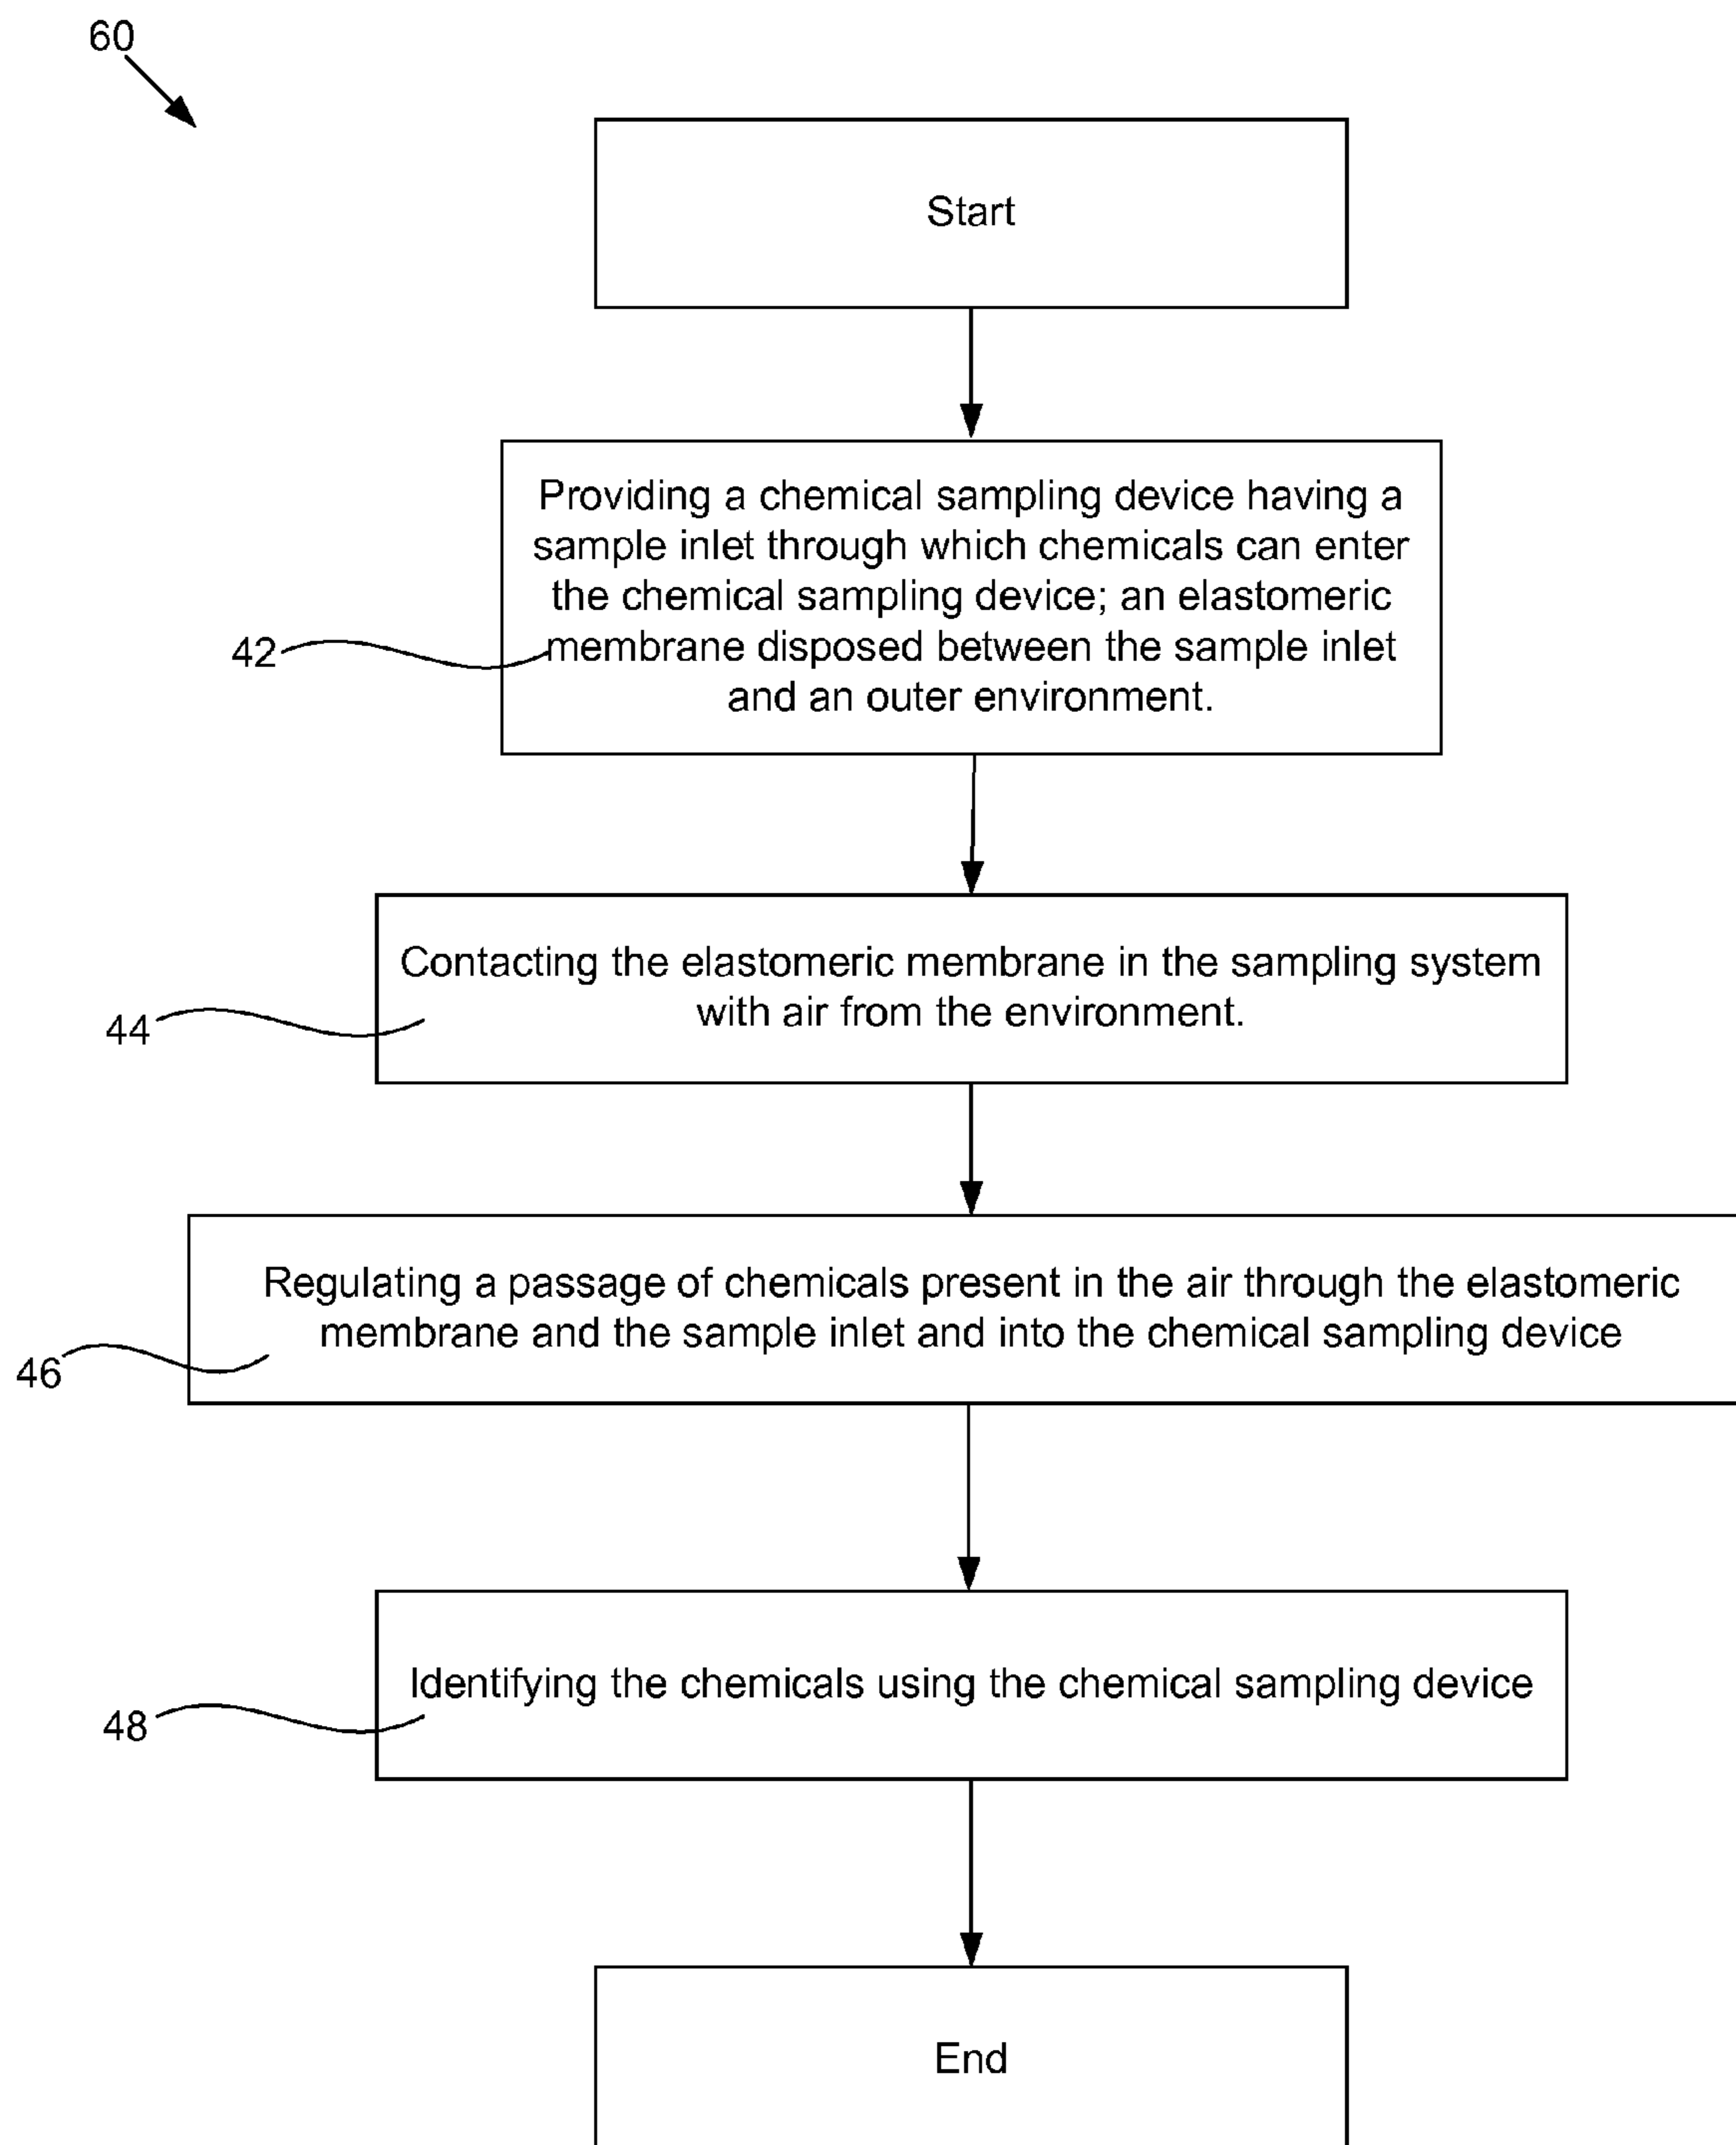 60
Start
Providing a chemical sampling device having a
sample inlet through which chemicals can enter
the chemical sampling device; an elastomeric
membrane disposed between the sample inlet
and an outer environment.
42
Contacting the elastomeric membrane in the sampling system
with air from the environment.
44
Regulating a passage of chemicals present in the air through the elastomeric
membrane and the sample inlet and into the chemical sampling device
46
Identifying the chemicals using the chemical sampling device
48
End